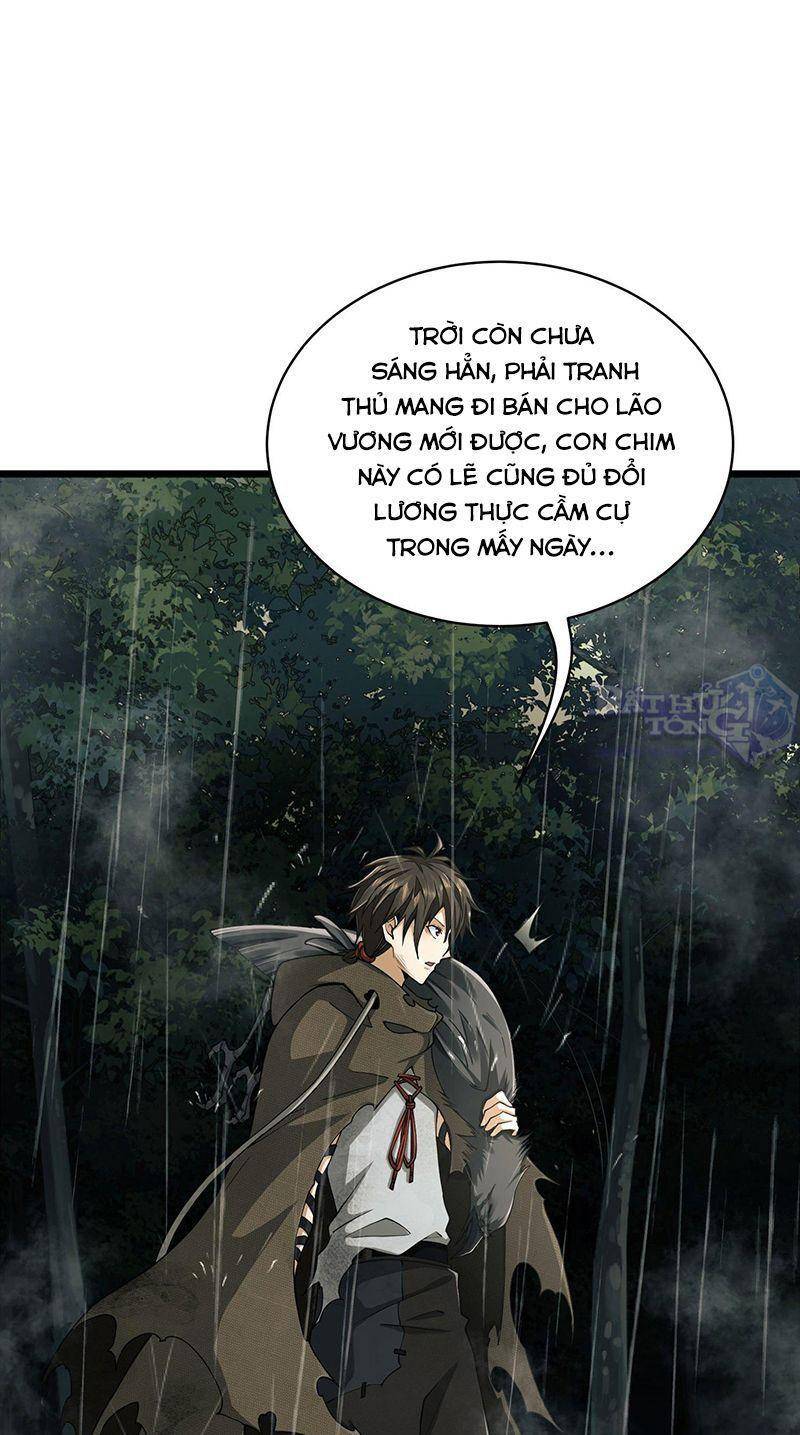 TRỜI CÒN CHƯA
SÁNG HẲN, PHẢI TRANH
THỦ MANG ĐI BÁN CHO LÃO
VƯƠNG MỚI ĐƯỢC, CON CHIM
NÀY CÓ LẼ CŨNG ĐỦ ĐỔI
LƯƠNG THỰC CẦM CỰ
TRONG MẤY NGÀY...
TÔNG